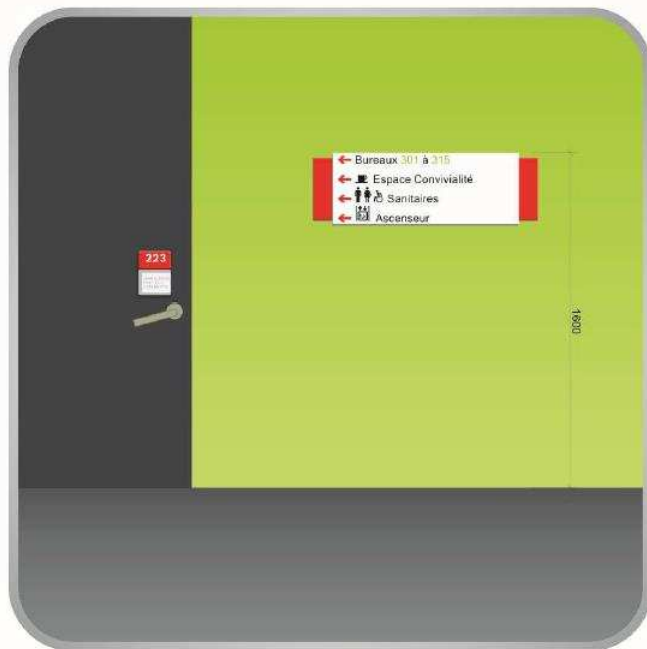 Bureaux 301 à 315
Espace Convivialité
Sanitaires
Ascenseur
223
1600